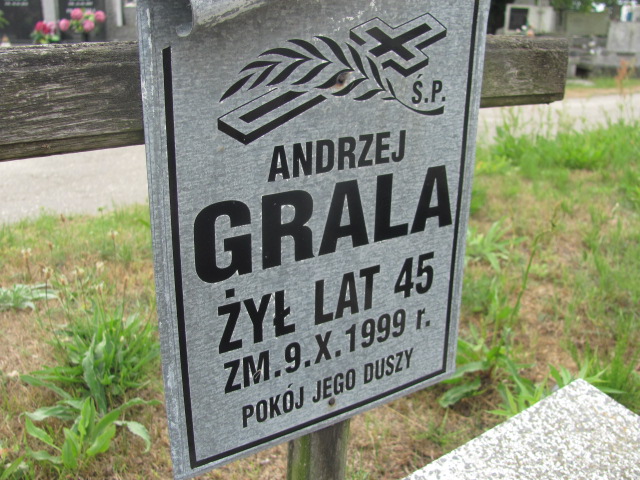 Ś.P.
ANDRZEJ
GRALA
ŻYŁ LAT 45
ZM. 9. X. 1999 r.
POKÓJ JEGO DUSZY